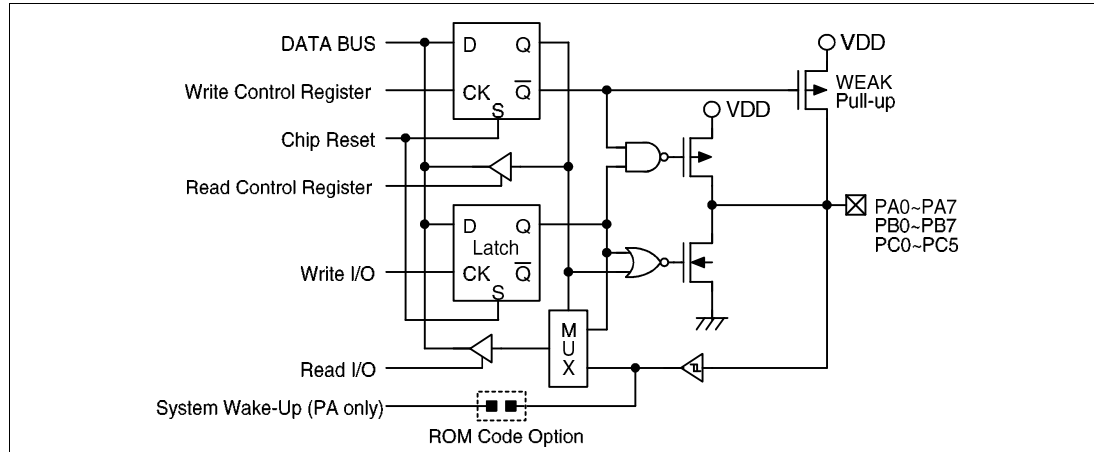 VDD
DATA BUS
D
Q
WEAK
Pull-up
Write Control Register
CK
Q
S
VDD
Chip Reset
Read Control Register
PA0~PA7
PB0~PB7
PC0~PC5
D
Q
Latch
Write I/O
CK
Q
S
M
U
X
Read I/O
System Wake-Up (PA only)
ROM Code Option